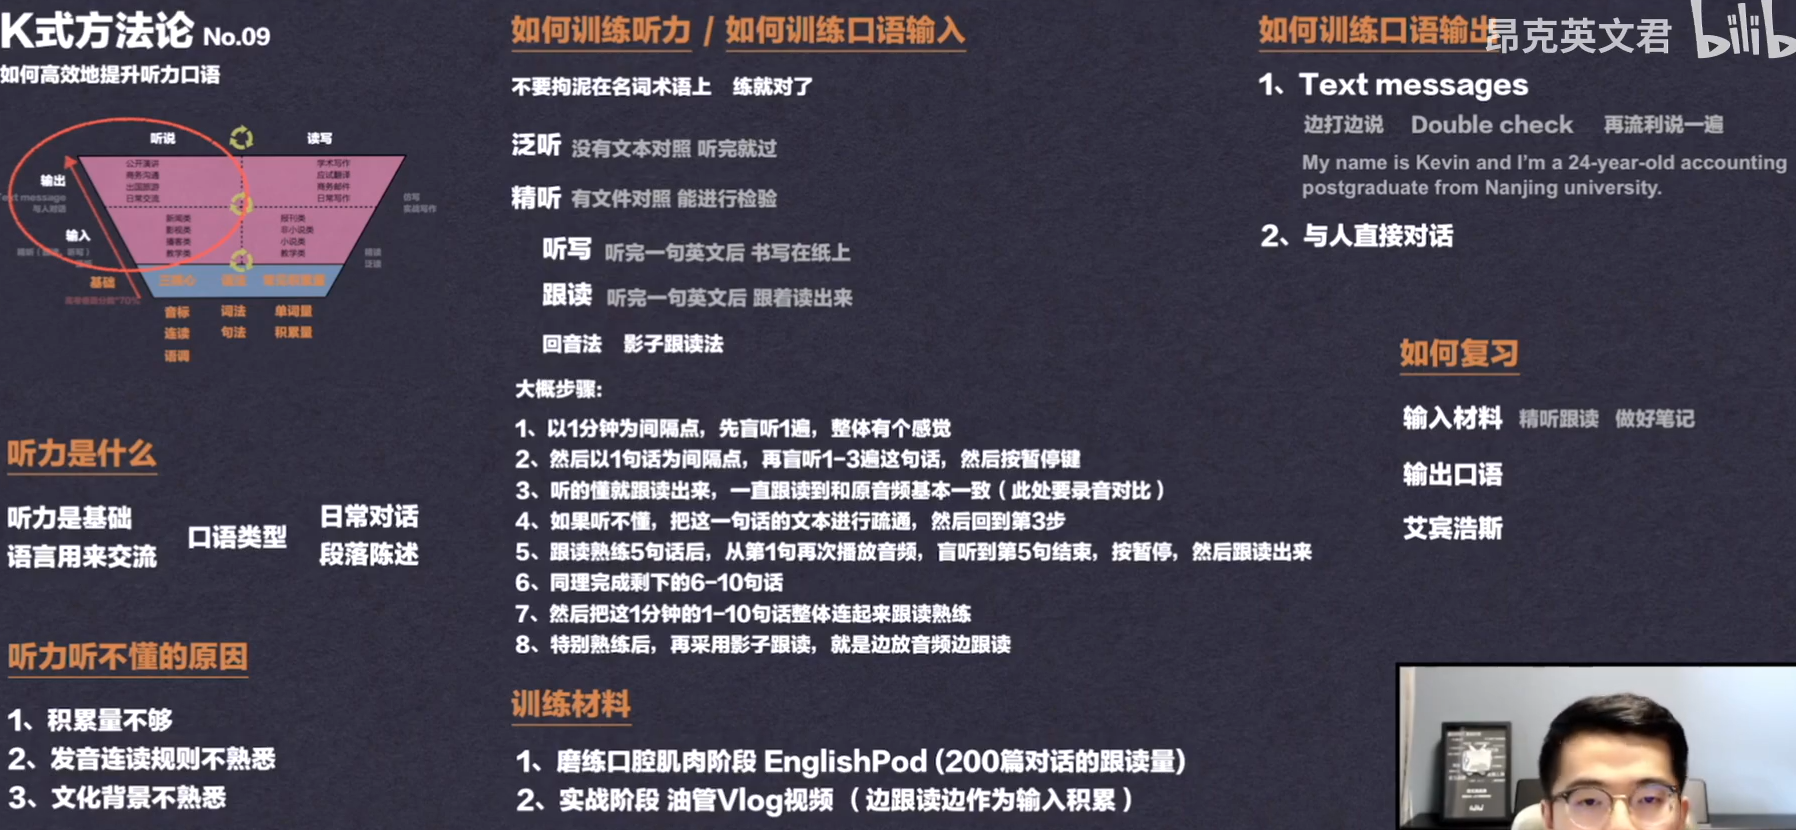 K式方法论 No.09
如何高效地提升听力口语
听说
读写
输出
公开演讲
商务沟通
出国旅游
日常交流
学术写作
应试翻译
商务邮件
日常写作
Text message
与人对话
仿写
实战写作
输入
新闻类
影视类
播客类
教学类
报刊类
非小说类
小说类
教学类
精读
泛读
基础
音标
连读
语调
词法
句法
单词量
积累量
听力是什么
听力是基础
语言用来交流
口语类型
日常对话
段落陈述
听力听不懂的原因
1、积累量不够
2、发音连读规则不熟悉
3、文化背景不熟悉
如何训练听力 / 如何训练口语输入
不要拘泥在名词术语上 练就对了
泛听 没有文本对照 听完就过
精听 有文件对照 能进行检验
听写 听完一句英文后 书写在纸上
跟读 听完一句英文后 跟着读出来
回音法 影子跟读法
大概步骤:
1、以1分钟为间隔点，先盲听1遍，整体有个感觉
2、然后以1句话为间隔点，再盲听1-3遍这句话，然后按暂停键
3、听的懂就跟读出来，一直跟读到和原音频基本一致（此处要录音对比）
4、如果听不懂，把这一句话的文本进行疏通，然后回到第3步
5、跟读熟练5句话后，从第1句再次播放音频，盲听到第5句结束，按暂停，然后跟读出来
6、同理完成剩下的6-10句话
7、然后把这1分钟的1-10句话整体连起来跟读熟练
8、特别熟练后，再采用影子跟读，就是边放音频边跟读
训练材料
1、磨练口腔肌肉阶段 EnglishPod (200篇对话的跟读量)
2、实战阶段 油管Vlog视频（边跟读边作为输入积累）
如何训练口语输出
昂克英文君 bilib
1、Text messages
边打边说 Double check 再流利说一遍
My name is Kevin and I'm a 24-year-old accounting
postgraduate from Nanjing university.
2、与人直接对话
如何复习
输入材料 精听跟读 做好笔记
输出口语
艾宾浩斯